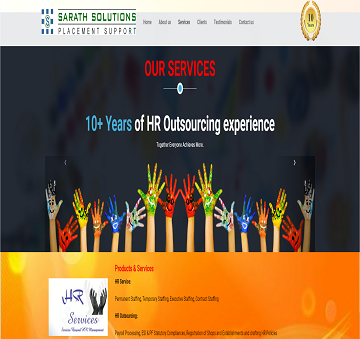 SARATH SOLUTIONS
PLACEMENT SUPPORT
Home About us Services Clients Testimonials Contact us
10
Years
OUR SERVICES
10+ Years of HR Outsourcing experience
Together Everyone Achieves More.
Products & Services
HR Service:
Permanent Staffing, Temporary Staffing, Executive Staffing, Contract Staffing
HR Outsourcing:
Payroll Processing, ESI & PF Statutory Compliances, Registration of Shops and Establishments and drafting HR Policies
HR
Services